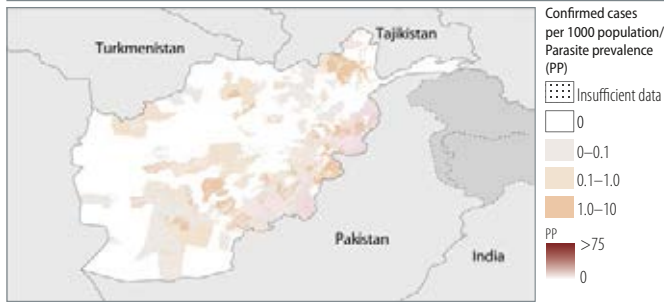 Turkmenistan
Tajikistan
Pakistan
India
Confirmed cases
per 1000 population/
Parasite prevalence
(PP)
Insufficient data
0
0–0.1
0.1–1.0
1.0–10
PP
>75
0